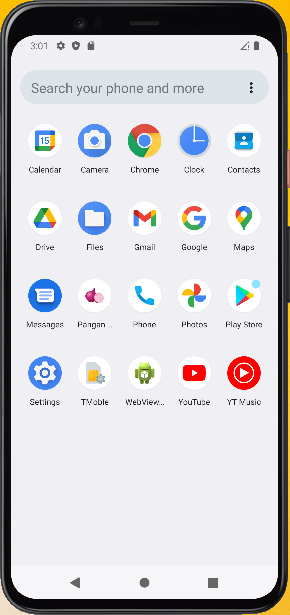 3:01
Search your phone and more
15
Calendar Camera Chrome Clock Contacts
Drive Files Gmail Google Maps
Messages Pangan... Phone Photos Play Store
Settings TMoble WebView... YouTube YT Music